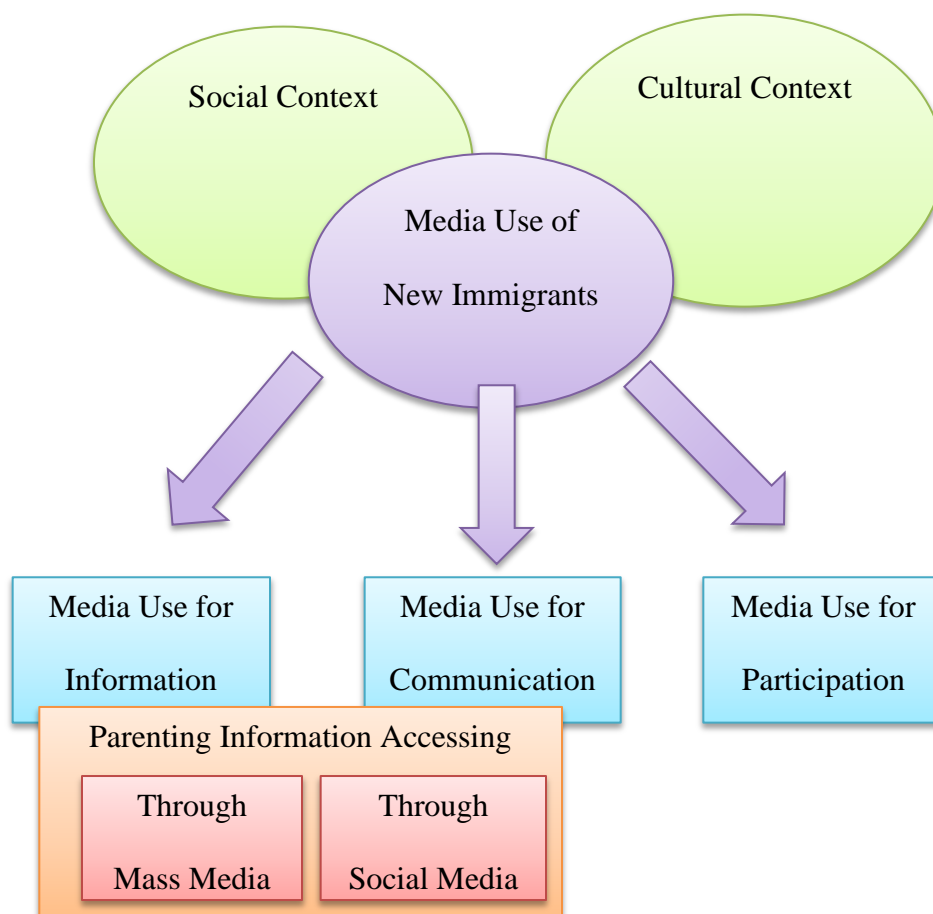 Social Context
Cultural Context
Media Use of
New Immigrants
Media Use for
Information
Media Use for
Communication
Media Use for
Participation
Parenting Information Accessing
Through
Mass Media
Through
Social Media